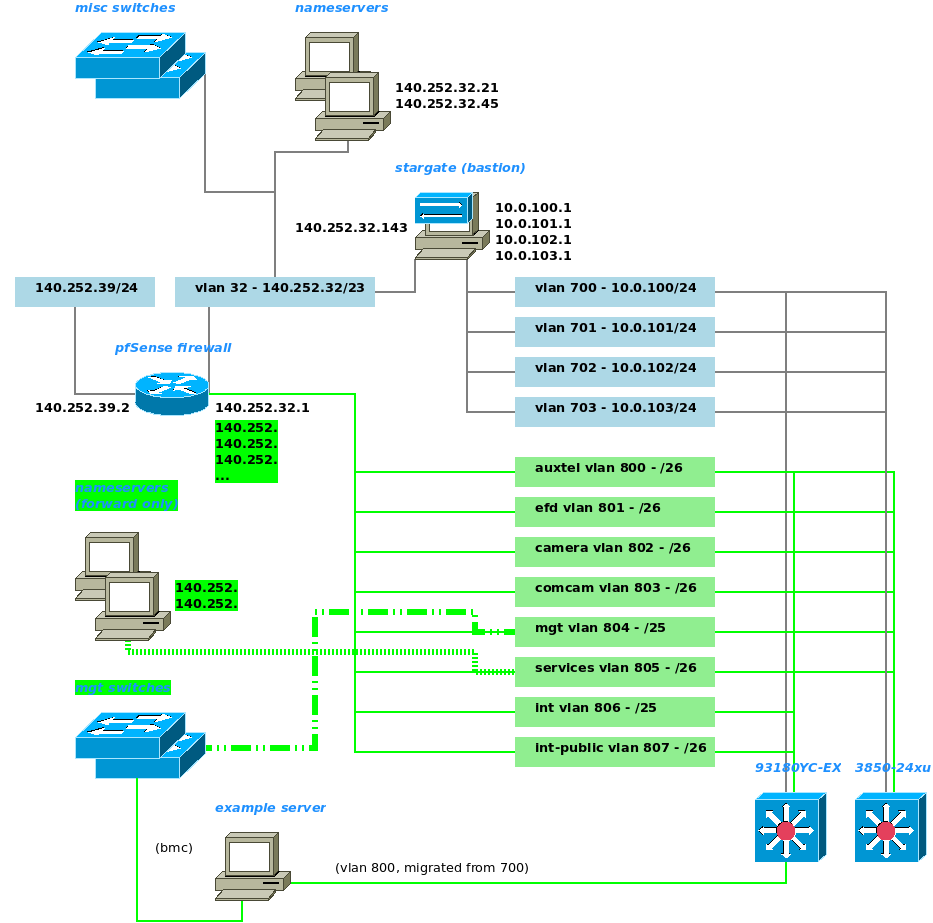 misc switches
nameservers
140.252.32.21
140.252.32.45
stargate (bastion)
140.252.32.143
10.0.100.1
10.0.101.1
10.0.102.1
10.0.103.1
140.252.39/24
vlan 32 - 140.252.32/23
vlan 700 - 10.0.100/24
vlan 701 - 10.0.101/24
vlan 702 - 10.0.102/24
vlan 703 - 10.0.103/24
pfSense firewall
140.252.39.2
140.252.32.1
140.252.
140.252.
140.252.
...
auxtel vlan 800 - /26
efd vlan 801 - /26
camera vlan 802 - /26
comcam vlan 803 - /26
mgt vlan 804 - /25
services vlan 805 - /26
int vlan 806 - /25
int-public vlan 807 - /26
nameservers
(forward only)
140.252.
140.252.
mgt switches
93180YC-EX
3850-24xu
example server
(bmc)
(vlan 800, migrated from 700)